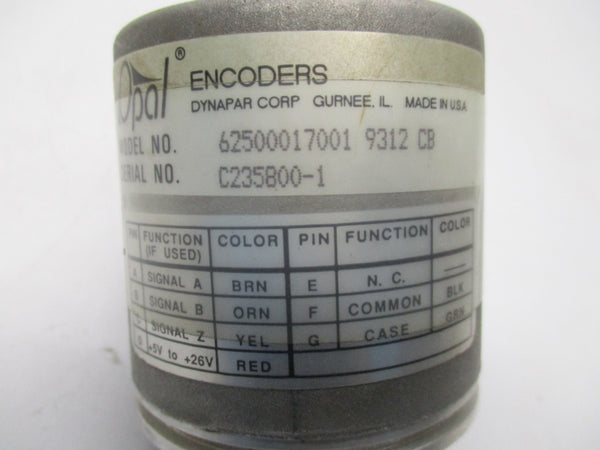 Opal® ENCODERS
DYNAPAR CORP GURNEE, IL. MADE IN U.S.A.
MODEL NO. 62500017001 9312 CB
SERIAL NO. C235800-1
PIN FUNCTION (IF USED) COLOR PIN FUNCTION COLOR
A SIGNAL A BRN E N. C. ——
B SIGNAL B ORN F COMMON BLK
C SIGNAL Z YEL G CASE GRN
D +5V to +26V RED